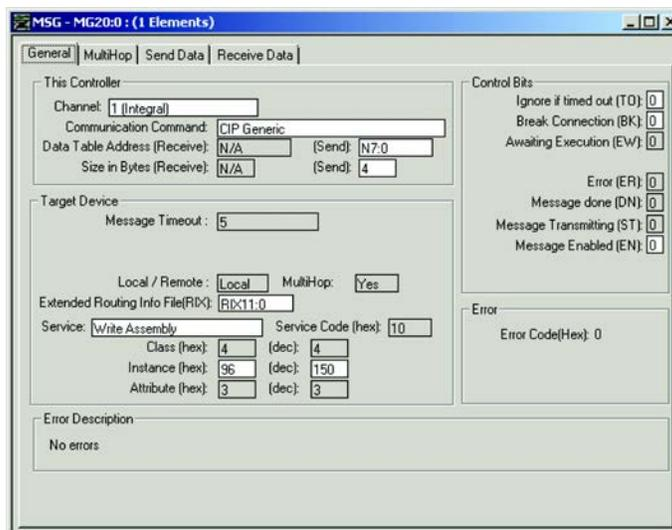 MSG - MG20:0 : (1 Elements)
General MultiHop Send Data Receive Data
This Controller
Channel: 1 (Integral)
Communication Command: CIP Generic
Data Table Address (Receive): N/A (Send): N7:0
Size in Bytes (Receive): N/A (Send): 4
Target Device
Message Timeout : 5
Local / Remote : Local MultiHop: Yes
Extended Routing Info File(RIX): RIX11:0
Service: Write Assembly Service Code (hex): 10
Class (hex): 4 (dec): 4
Instance (hex): 96 (dec): 150
Attribute (hex): 3 (dec): 3
Control Bits
Ignore if timed out (TO): 0
Break Connection (BK): 0
Awaiting Execution (EW): 0
Error (ER): 0
Message done (DN): 0
Message Transmitting (ST): 0
Message Enabled (EN): 0
Error
Error Code(Hex): 0
Error Description
No errors